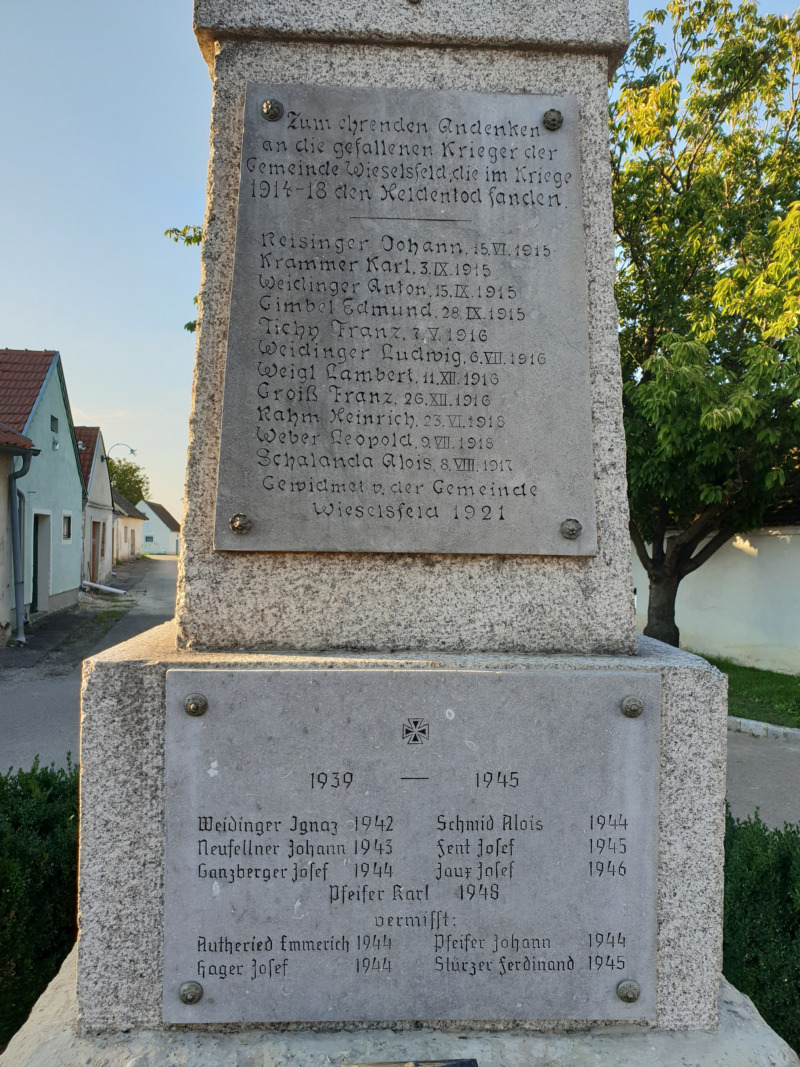 Zum ehrenden Andenken
an die gefallenen Krieger der
Gemeinde Wieselsfeld, die im Kriege
1914-18 den Heldentod fanden.
Reisinger Johann, 15.VI.1915
Krammer Karl, 3.IX.1915
Weidinger Anton, 15.IX.1915
Gimbel Edmund, 28.IX.1915
Tichy Franz, 7.V.1916
Weidinger Ludwig, 6.VII.1916
Weigl Lambert, 11.XII.1916
Groiß Franz, 26.XII.1916
Rahm Heinrich, 23.VI.1918
Weber Leopold, 9.VII.1918
Schalanda Alois, 8.VIII.1917
Gewidmet v. der Gemeinde
Wieselsfeld 1921
1939 — 1945
Weidinger Ignaz 1942 Schmid Alois 1944
Neufellner Johann 1943 Fent Josef 1945
Ganzberger Josef 1944 Jaux Josef 1946
Pfeifer Karl 1948
vermisst:
Autheried Emmerich 1944 Pfeifer Johann 1944
Hager Josef 1944 Stürzer Ferdinand 1945